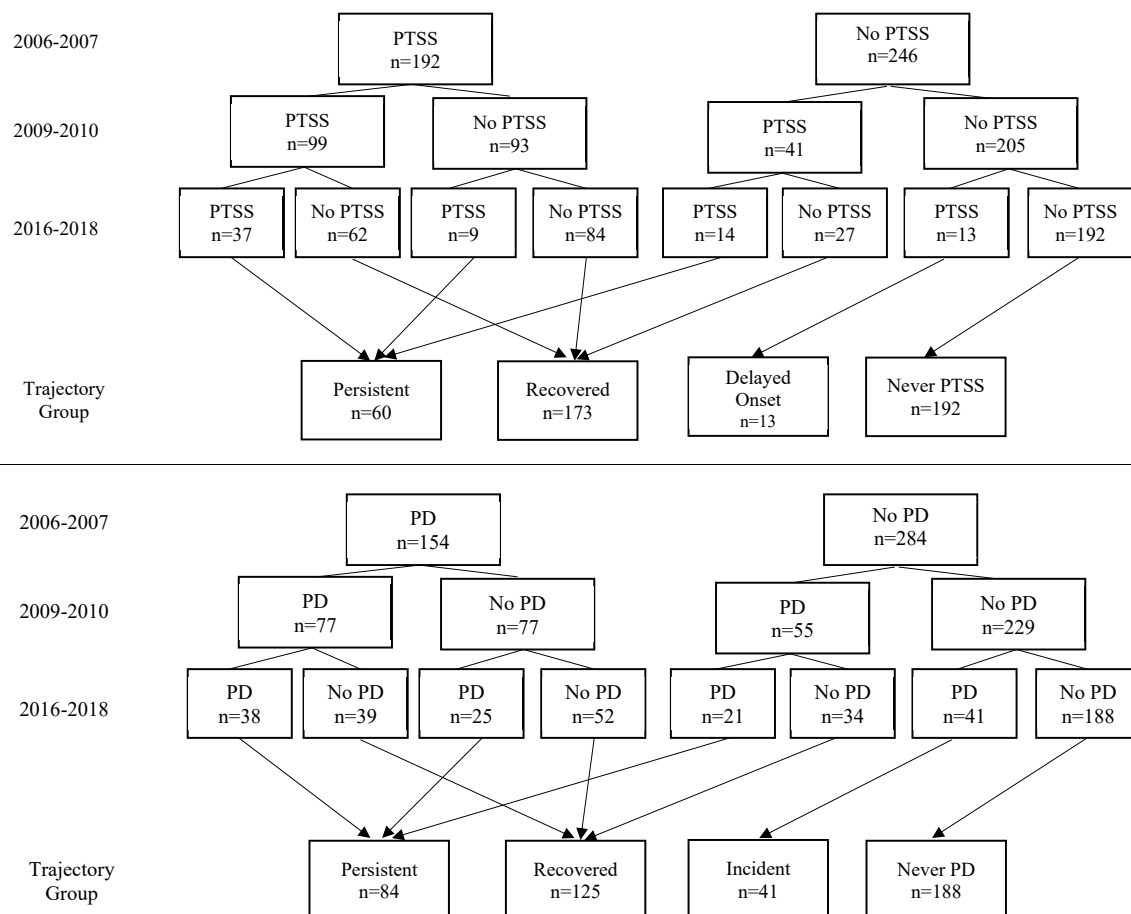 2006-2007
PTSS
n=192
No PTSS
n=246
2009-2010
PTSS
n=99
No PTSS
n=93
PTSS
n=41
No PTSS
n=205
2016-2018
PTSS
n=37
No PTSS
n=62
PTSS
n=9
No PTSS
n=84
PTSS
n=14
No PTSS
n=27
PTSS
n=13
No PTSS
n=192
Trajectory
Group
Persistent
n=60
Recovered
n=173
Delayed
Onset
n=13
Never PTSS
n=192
2006-2007
PD
n=154
No PD
n=284
2009-2010
PD
n=77
No PD
n=77
PD
n=55
No PD
n=229
2016-2018
PD
n=38
No PD
n=39
PD
n=25
No PD
n=52
PD
n=21
No PD
n=34
PD
n=41
No PD
n=188
Trajectory
Group
Persistent
n=84
Recovered
n=125
Incident
n=41
Never PD
n=188